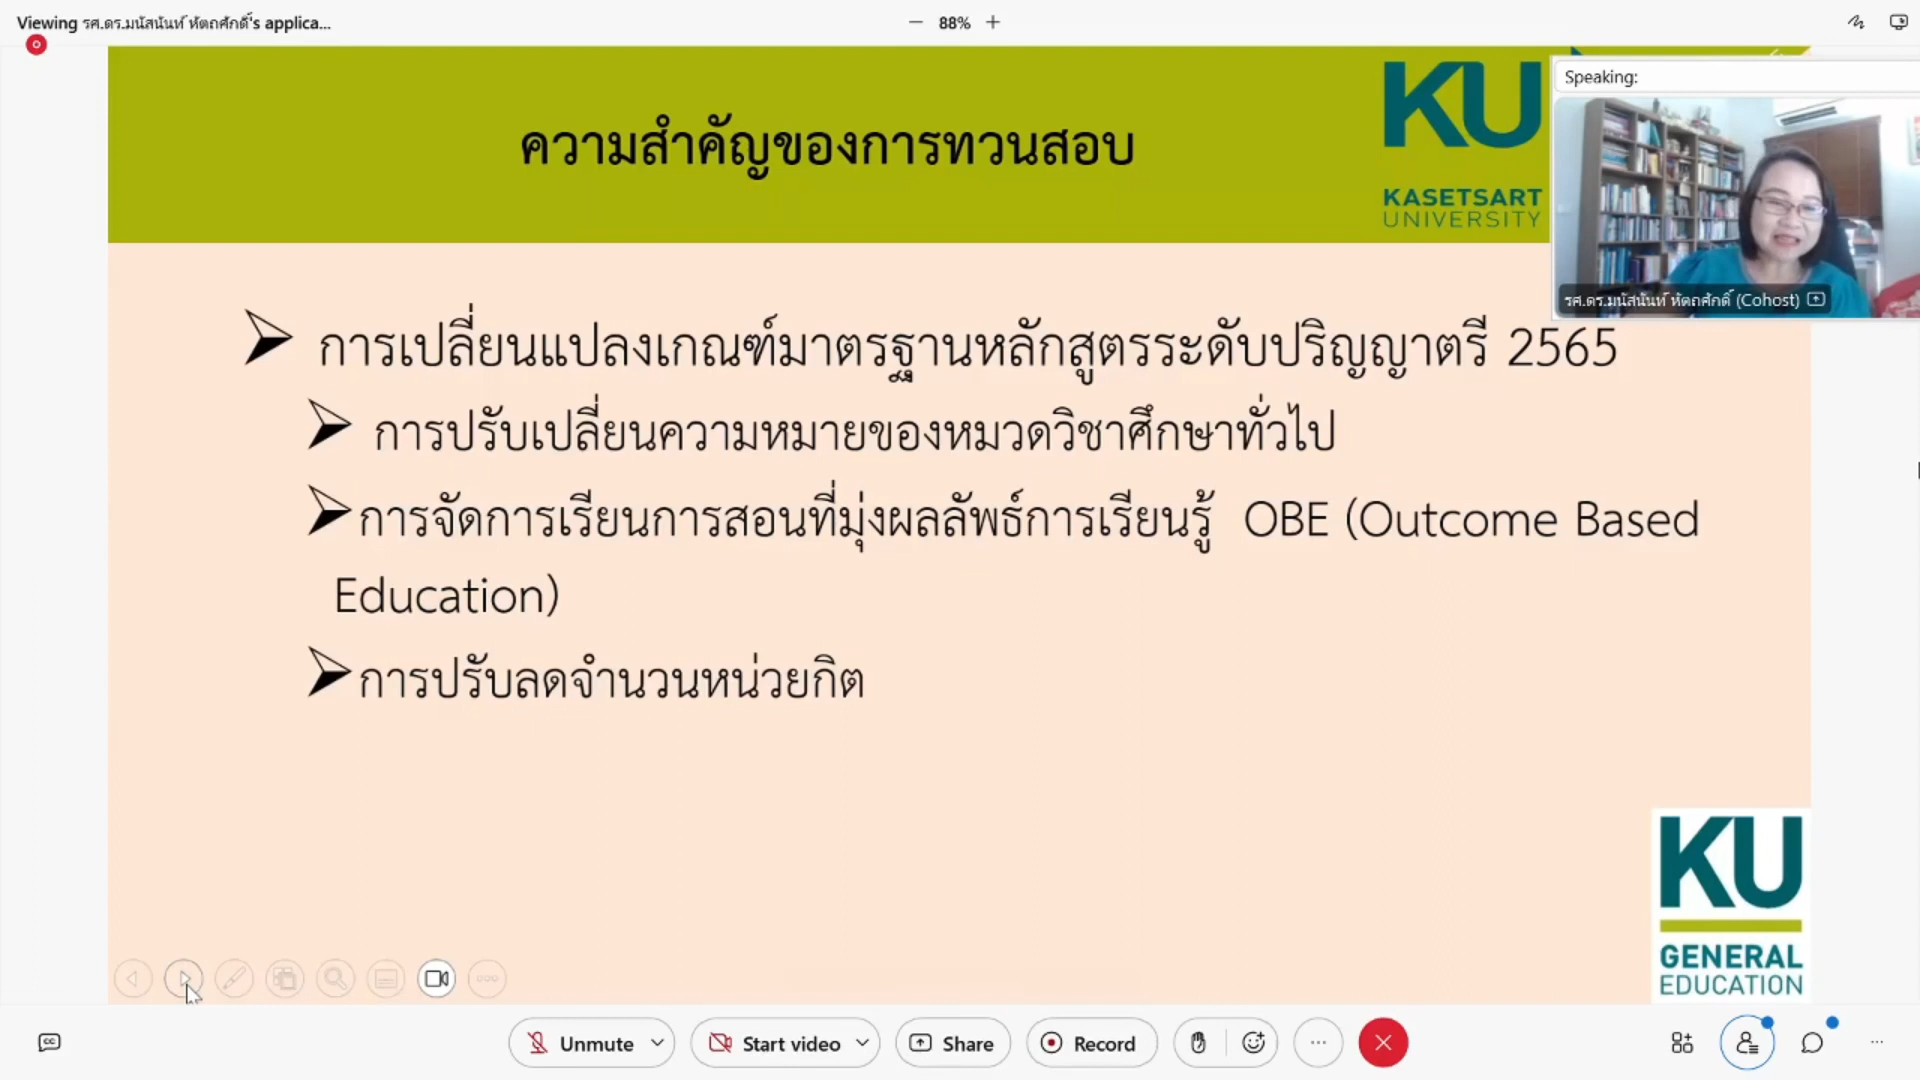 Viewing รศ.ดร.มนัสนันท์ หัตถศักดิ์'s applica...
88%
ความสำคัญของการทวนสอบ
KU
KASETSART
UNIVERSITY
Speaking:
รศ.ดร.มนัสนันท์ หัตถศักดิ์ (Cohost)
การเปลี่ยนแปลงเกณฑ์มาตรฐานหลักสูตรระดับปริญญาตรี 2565
การปรับเปลี่ยนความหมายของหมวดวิชาศึกษาทั่วไป
การจัดการเรียนการสอนที่มุ่งผลลัพธ์การเรียนรู้ OBE (Outcome Based
Education)
การปรับลดจำนวนหน่วยกิต
KU
GENERAL
EDUCATION
CC
Unmute
Start video
Share
Record